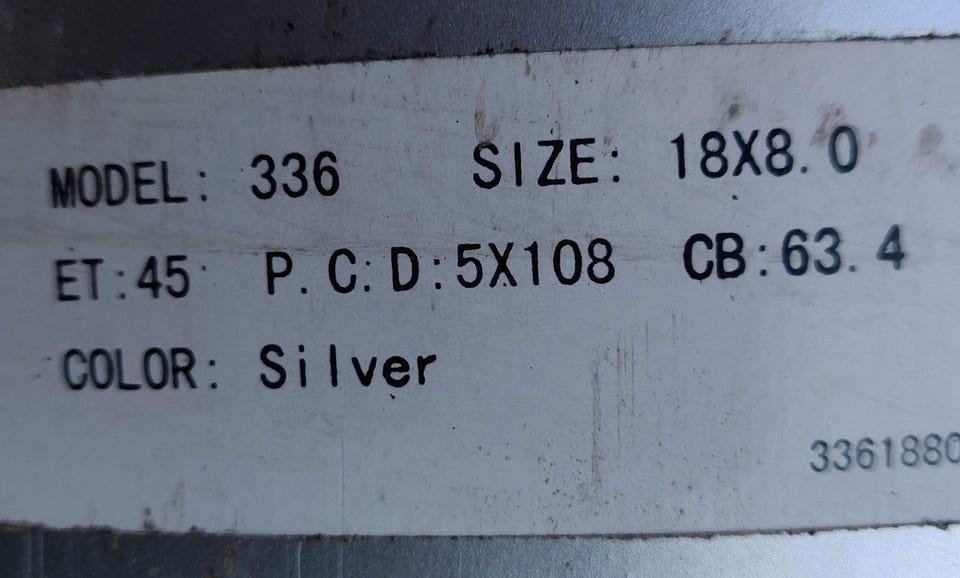 MODEL: 336 SIZE: 18X8.0
ET:45 P.C.D:5X108 CB:63.4
COLOR: Silver
3361880